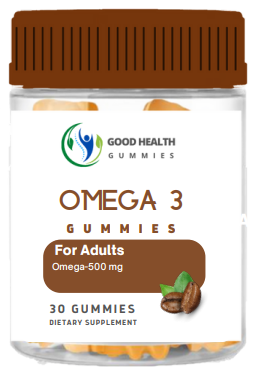 GOOD HEALTH
GUMMIES
OMEGA 3
GUMMIES
For Adults
Omega-500 mg
30 GUMMIES
DIETARY SUPPLEMENT